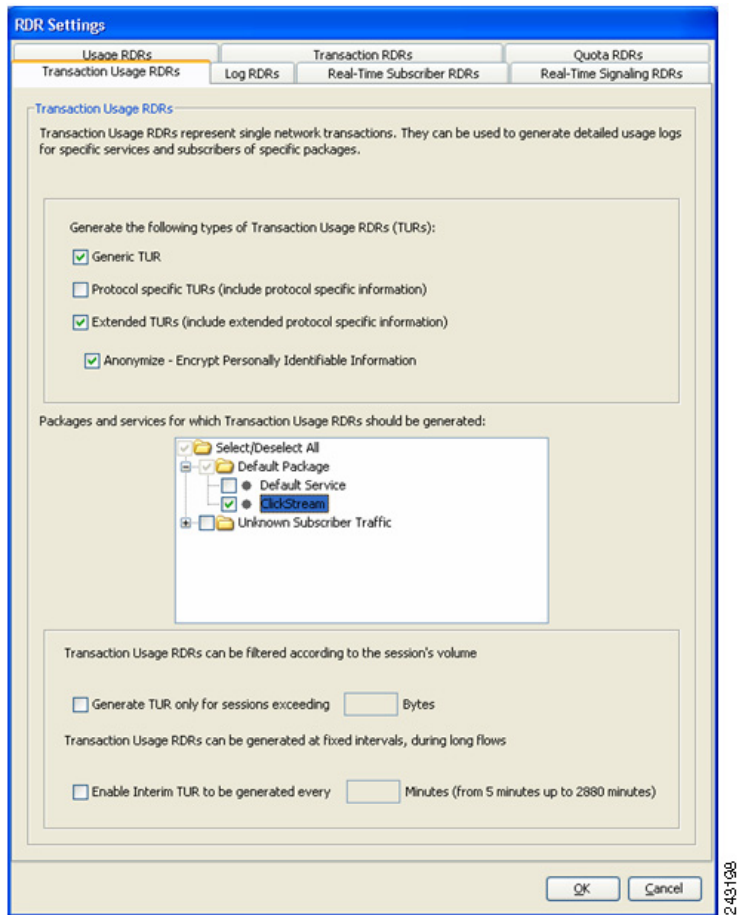 RDR Settings
Usage RDRs
Transaction RDRs
Quota RDRs
Transaction Usage RDRs
Log RDRs
Real-Time Subscriber RDRs
Real-Time Signaling RDRs
Transaction Usage RDRs
Transaction Usage RDRs represent single network transactions. They can be used to generate detailed usage logs
for specific services and subscribers of specific packages.
Generate the following types of Transaction Usage RDRs (TURs):
Generic TUR
Protocol specific TURs (include protocol specific information)
Extended TURs (include extended protocol specific information)
Anonymize - Encrypt Personally Identifiable Information
Packages and services for which Transaction Usage RDRs should be generated:
Select/Deselect All
Default Package
Default Service
ClickStream
Unknown Subscriber Traffic
Transaction Usage RDRs can be filtered according to the session's volume
Generate TUR only for sessions exceeding Bytes
Transaction Usage RDRs can be generated at fixed intervals, during long flows
Enable Interim TUR to be generated every Minutes (from 5 minutes up to 2880 minutes)
OK
Cancel
243198